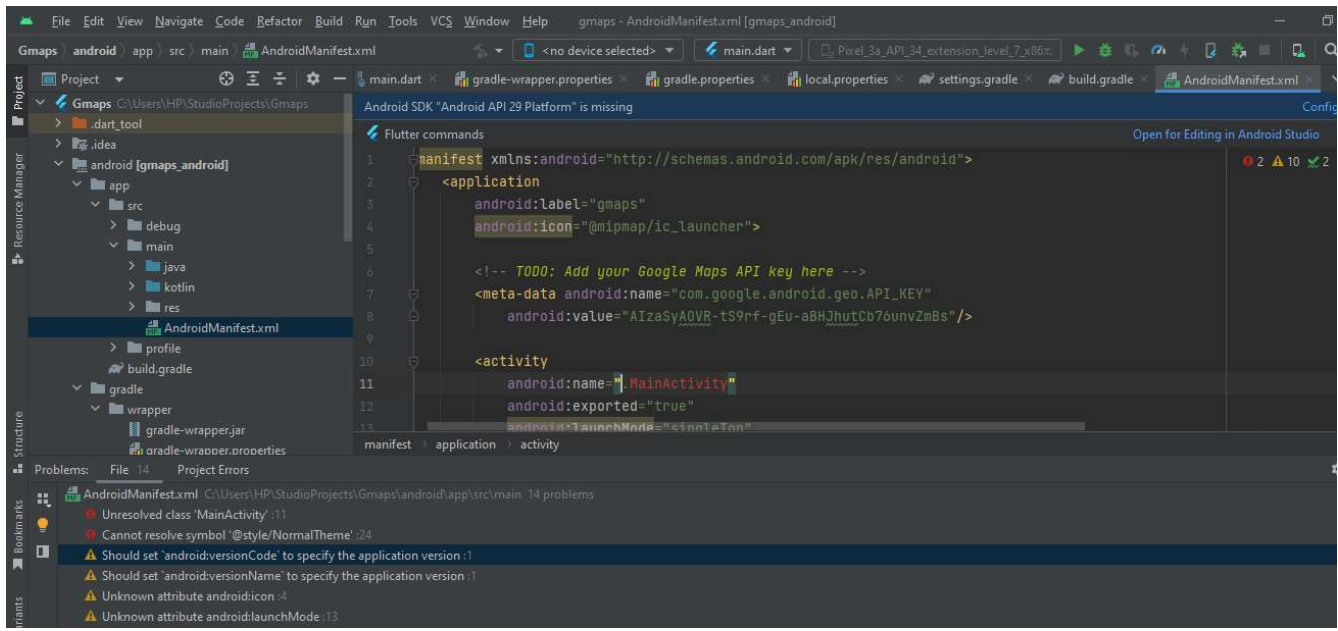 File Edit View Navigate Code Refactor Build Run Tools VCS Window Help gmaps - AndroidManifest.xml [gmaps_android]
Gmaps android app src main AndroidManifest.xml <no device selected> main.dart Pixel_3a_API_34_extension_level_7_x86
Project main.dart gradle-wrapper.properties gradle.properties local.properties settings.gradle build.gradle AndroidManifest.xml
Project
Gmaps C:\Users\HP\StudioProjects\Gmaps
.dart_tool
.idea
android [gmaps_android]
app
src
debug
main
java
kotlin
res
AndroidManifest.xml
profile
build.gradle
gradle
wrapper
gradle-wrapper.jar
gradle-wrapper.properties
Resource Manager
Structure
Bookmarks
riants
Android SDK "Android API 29 Platform" is missing Config
Flutter commands Open for Editing in Android Studio
2 10 2
1 manifest xmlns:android="http://schemas.android.com/apk/res/android">
2 <application
3 android:label="gmaps"
4 android:icon="@mipmap/ic_launcher">
5
6 <!-- TODO: Add your Google Maps API key here -->
7 <meta-data android:name="com.google.android.geo.API_KEY"
8 android:value="AIzaSyAOVR-tS9rf-gEu-aBHJhutCb76unvZmBs"/>
9
10 <activity
11 android:name=".MainActivity"
12 android:exported="true"
13 android:launchMode="singleTop"
manifest application activity
Problems: File 14 Project Errors
AndroidManifest.xml C:\Users\HP\StudioProjects\Gmaps\android\app\src\main 14 problems
Unresolved class 'MainActivity' :11
Cannot resolve symbol '@style/NormalTheme' :24
Should set `android:versionCode` to specify the application version :1
Should set `android:versionName` to specify the application version :1
Unknown attribute android:icon :4
Unknown attribute android:launchMode :13